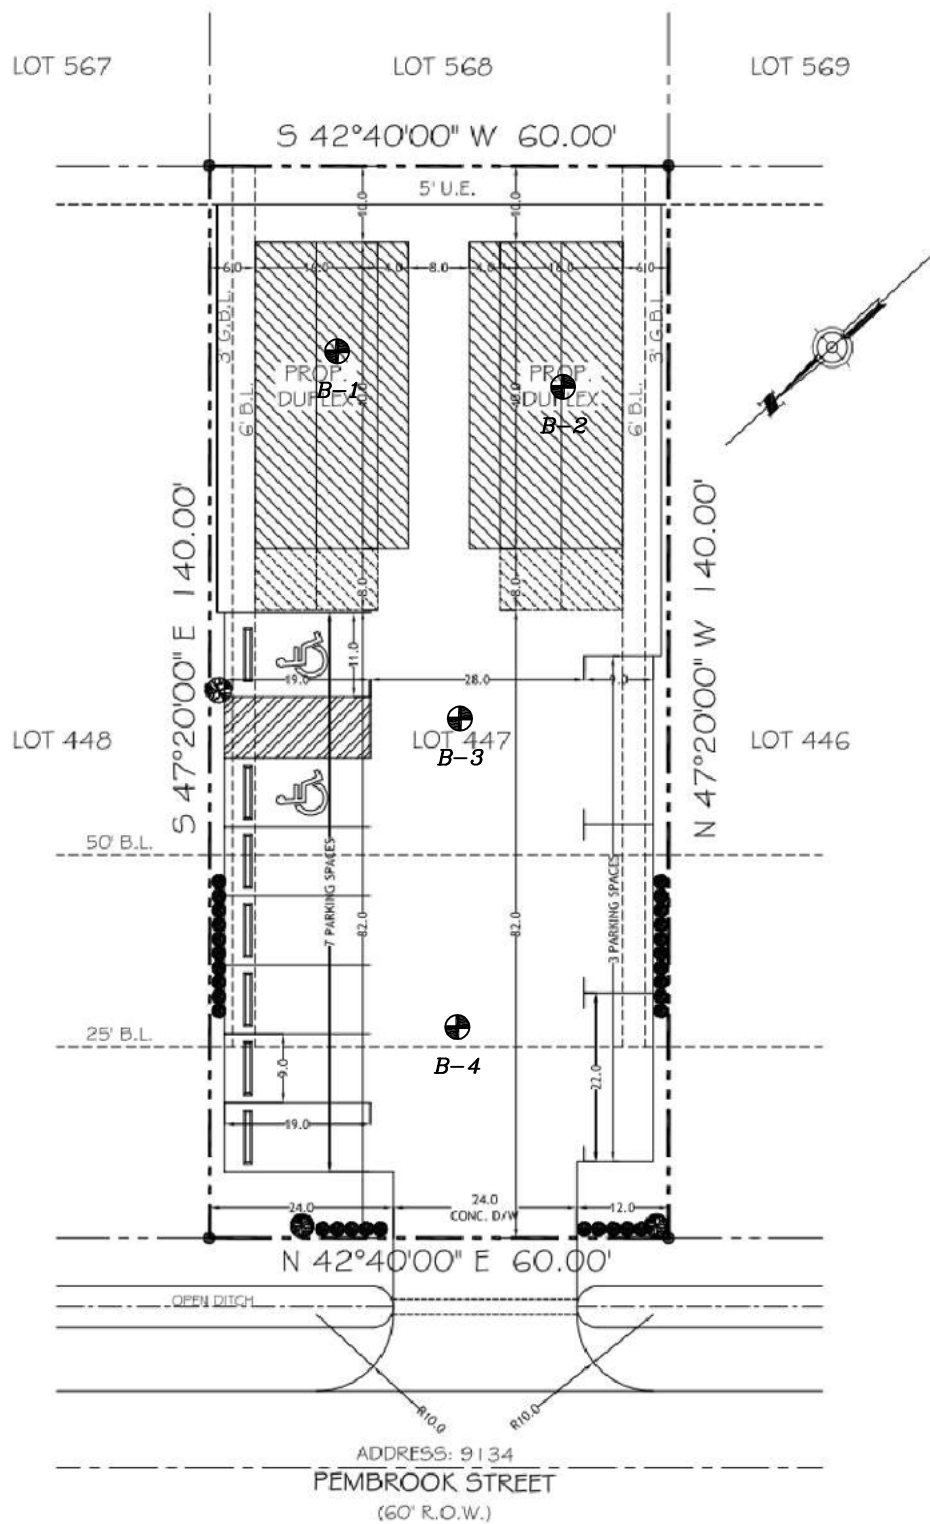 LOT 567
LOT 568
LOT 569
S 42°40'00" W 60.00'
5' U.E.
10.0
10.0
6.0
16.0
4.0
8.0
4.0
16.0
6.0
3' G.B.L.
3' G.B.L.
6' B.L.
6' B.L.
PROP.
DUPLEX
B-1
40.0
PROP.
DUPLEX
B-2
40.0
S 47°20'00" E 140.00'
N 47°20'00" W 140.00'
8.0
8.0
11.0
19.0
28.0
9.0
LOT 448
LOT 447
LOT 446
B-3
50' B.L.
7 PARKING SPACES
82.0
82.0
3 PARKING SPACES
25' B.L.
B-4
9.0
22.0
19.0
24.0
24.0
CONC. D/W
12.0
N 42°40'00" E 60.00'
OPEN DITCH
R10.0
R10.0
ADDRESS: 9134
PEMBROOK STREET
(60' R.O.W.)